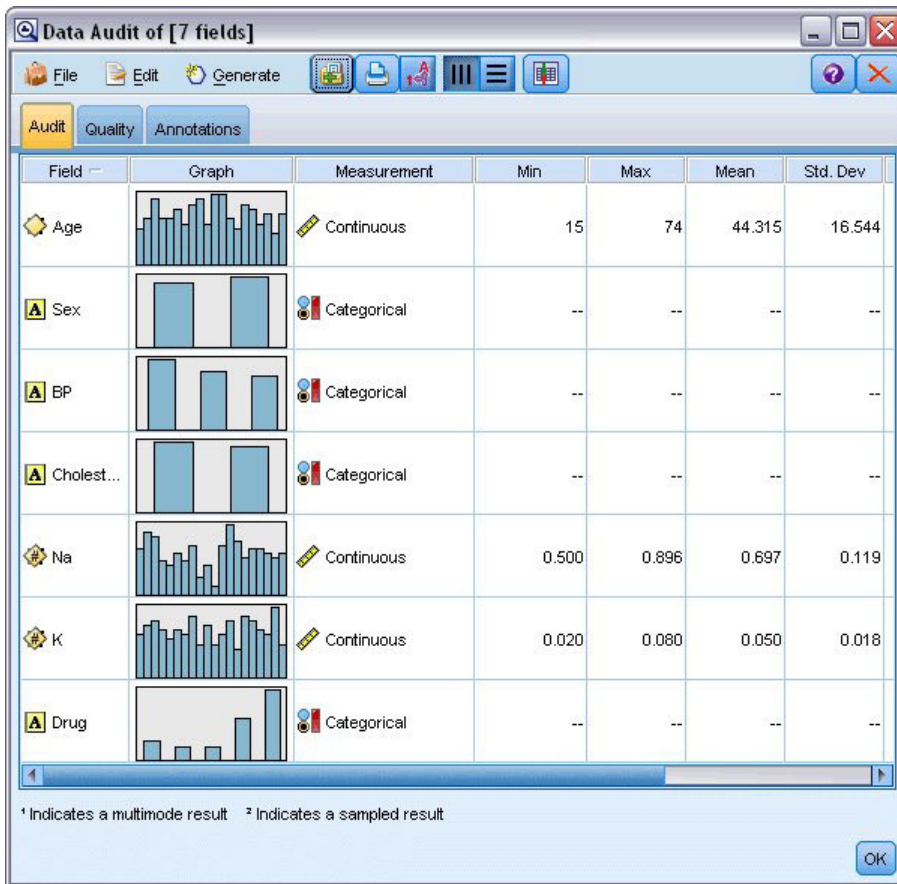 Data Audit of [7 fields]
File Edit Generate
Audit Quality Annotations
Field Graph Measurement Min Max Mean Std. Dev
Age Continuous 15 74 44.315 16.544
A Sex Categorical -- -- -- --
A BP Categorical -- -- -- --
A Cholest... Categorical -- -- -- --
# Na Continuous 0.500 0.896 0.697 0.119
# K Continuous 0.020 0.080 0.050 0.018
A Drug Categorical -- -- -- --
¹ Indicates a multimode result ² Indicates a sampled result
OK